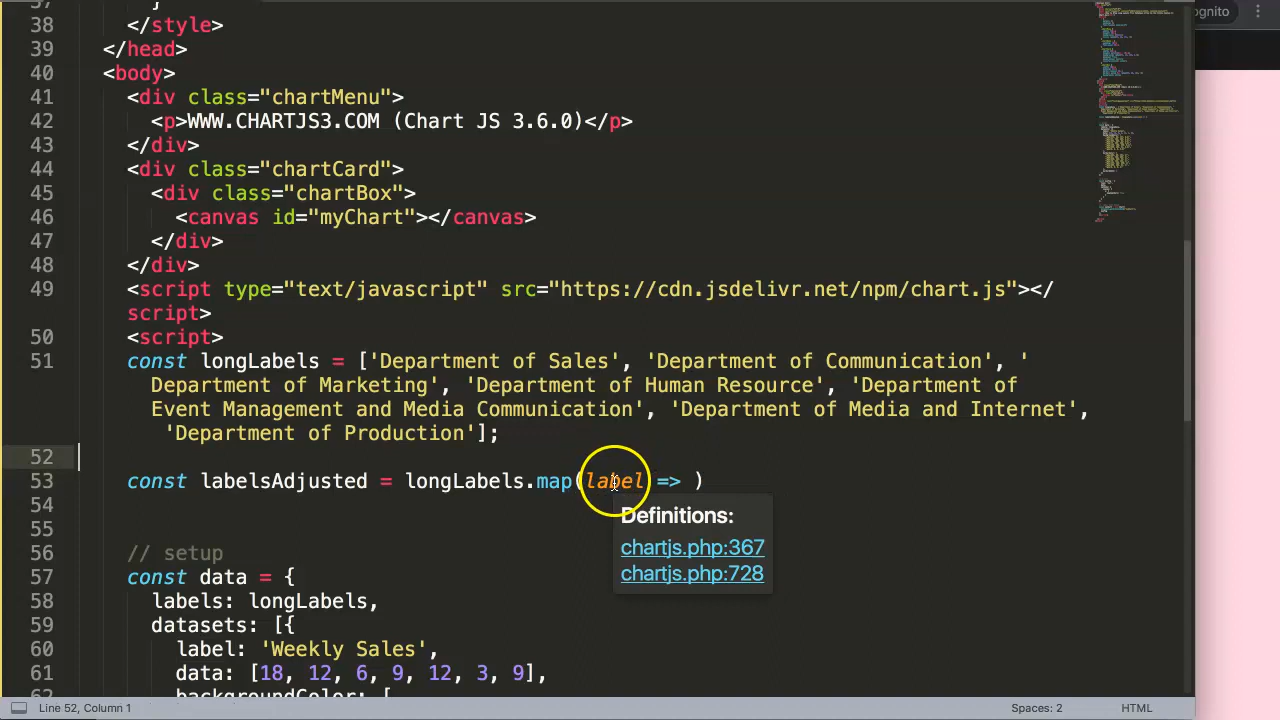 37 }
ognito
38 </style>
39 </head>
40 <body>
41 <div class="chartMenu">
42 <p>WWW.CHARTJS3.COM (Chart JS 3.6.0)</p>
43 </div>
44 <div class="chartCard">
45 <div class="chartBox">
46 <canvas id="myChart"></canvas>
47 </div>
48 </div>
49 <script type="text/javascript" src="https://cdn.jsdelivr.net/npm/chart.js"></
script>
50 <script>
51 const longLabels = ['Department of Sales', 'Department of Communication', '
Department of Marketing', 'Department of Human Resource', 'Department of
Event Management and Media Communication', 'Department of Media and Internet',
'Department of Production'];
52
53 const labelsAdjusted = longLabels.map(label => )
54
Definitions:
55
chartjs.php:367
56 // setup
chartjs.php:728
57 const data = {
58 labels: longLabels,
59 datasets: [{
60 label: 'Weekly Sales',
61 data: [18, 12, 6, 9, 12, 3, 9],
62 backgroundColor: [
Line 52, Column 1
Spaces: 2
HTML